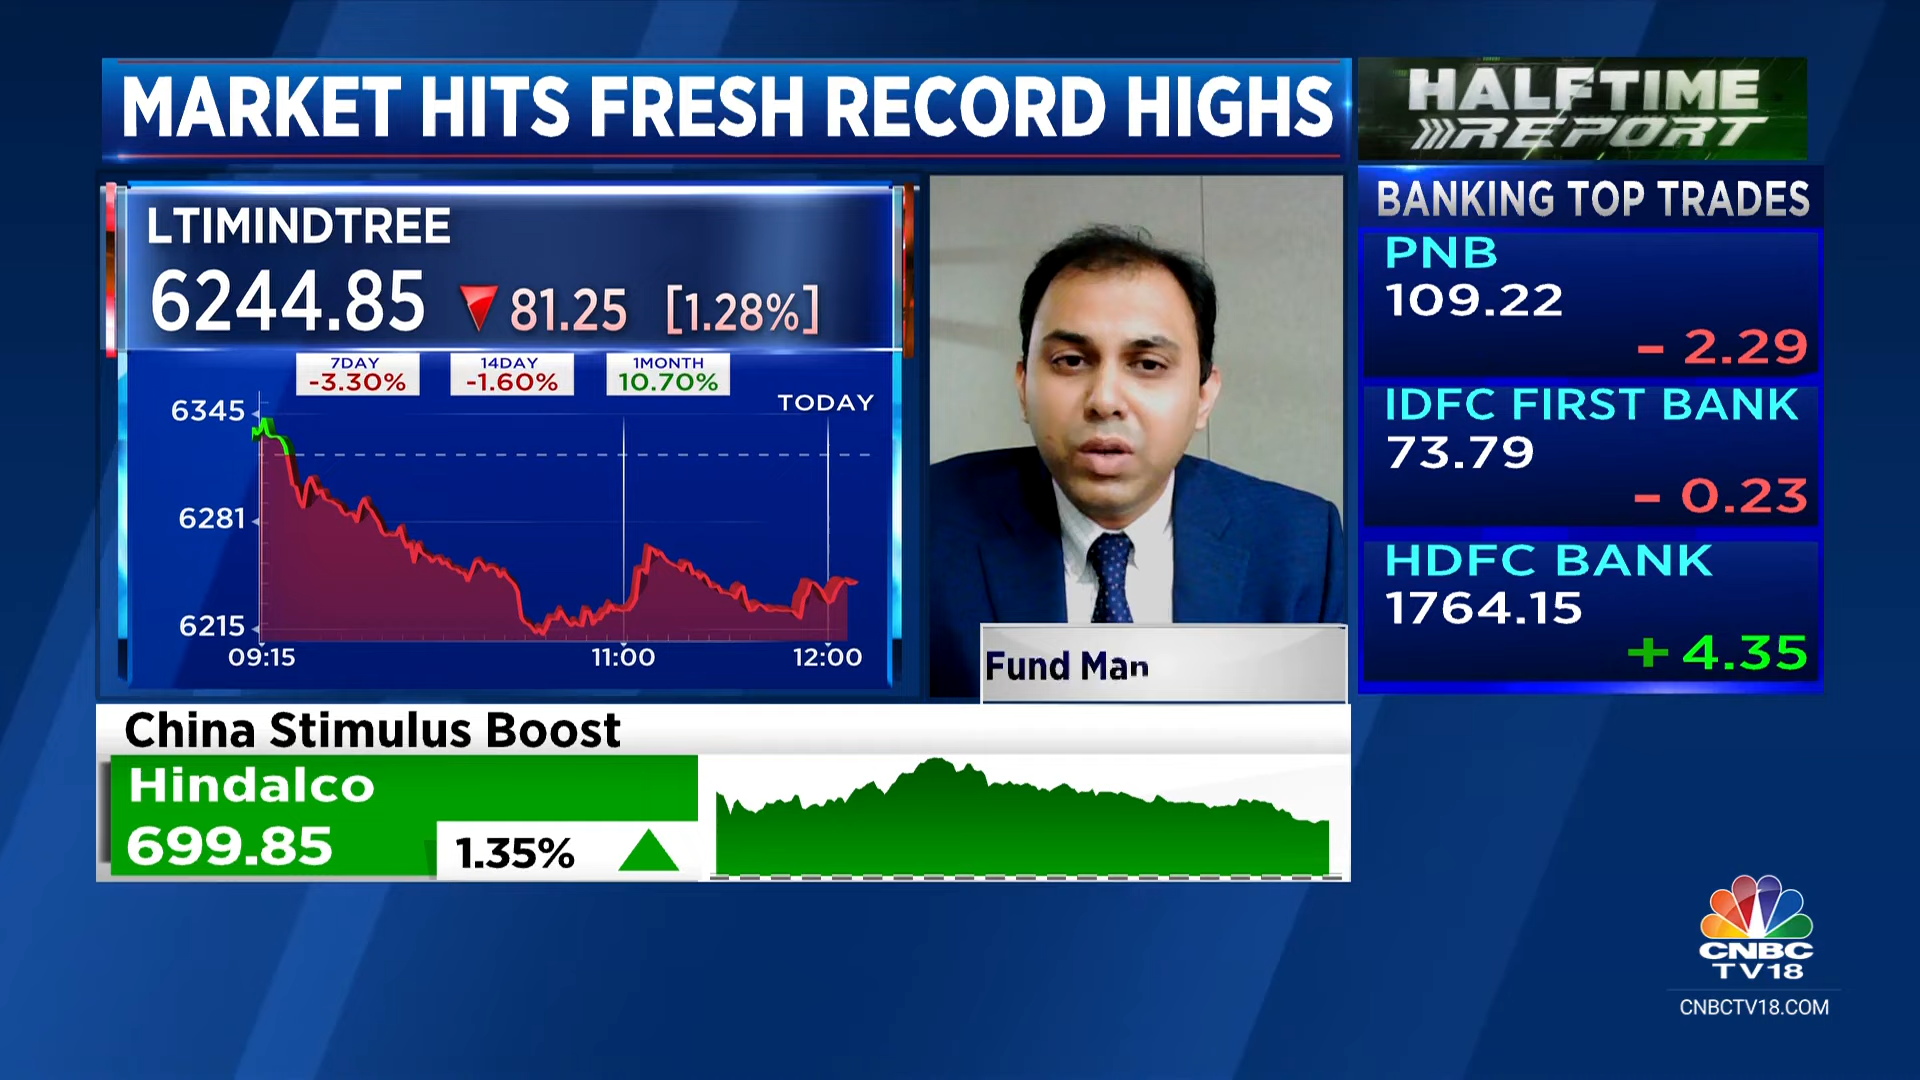 MARKET HITS FRESH RECORD HIGHS
HALFTIME
REPORT
LTIMINDTREE
6244.85 ▼ 81.25 [1.28%]
7DAY
-3.30%
14DAY
-1.60%
1MONTH
10.70%
TODAY
6345
6281
6215
09:15 11:00 12:00
Fund Man
BANKING TOP TRADES
PNB
109.22
- 2.29
IDFC FIRST BANK
73.79
- 0.23
HDFC BANK
1764.15
+ 4.35
China Stimulus Boost
Hindalco
699.85
1.35% ▲
CNBC
TV18
CNBCTV18.COM